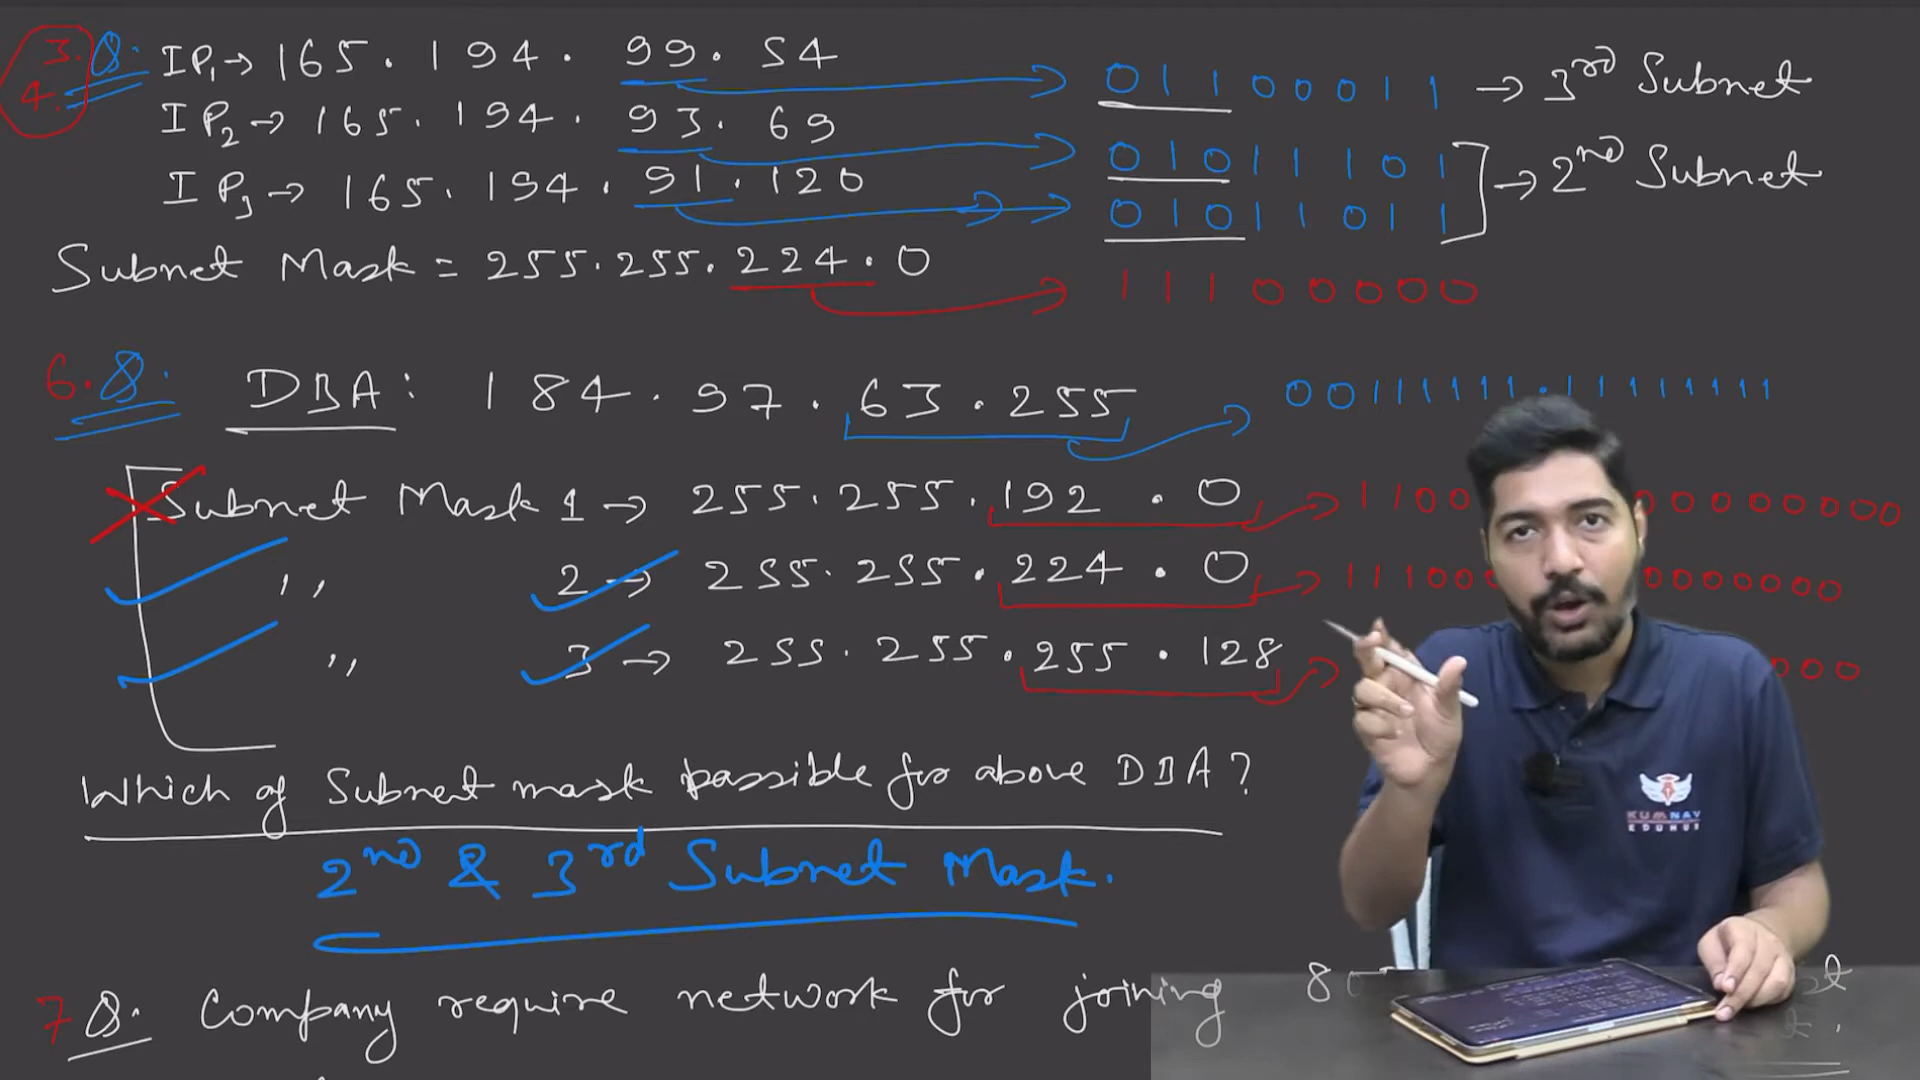 3. Q. IP1 → 165.194.99.54 → 01100011 → 3rd Subnet
4. IP2 → 165.194.93.69 → 01011101
IP3 → 165.194.91.120 → 01011011 → 2nd Subnet
Subnet Mask = 255.255.224.0 → 11100000
6. Q. DBA: 184.97.63.255 → 00111111.11111111
Subnet Mask 1 → 255.255.192.0 → 1100 00000000
,, 2 → 255.255.224.0 → 11100 00000000
,, 3 → 255.255.255.128 → 000
Which of Subnet mask possible for above DBA?
2nd & 3rd Subnet Mask.
KUMNAV
EDUHUB
7 Q. Company require network for joining